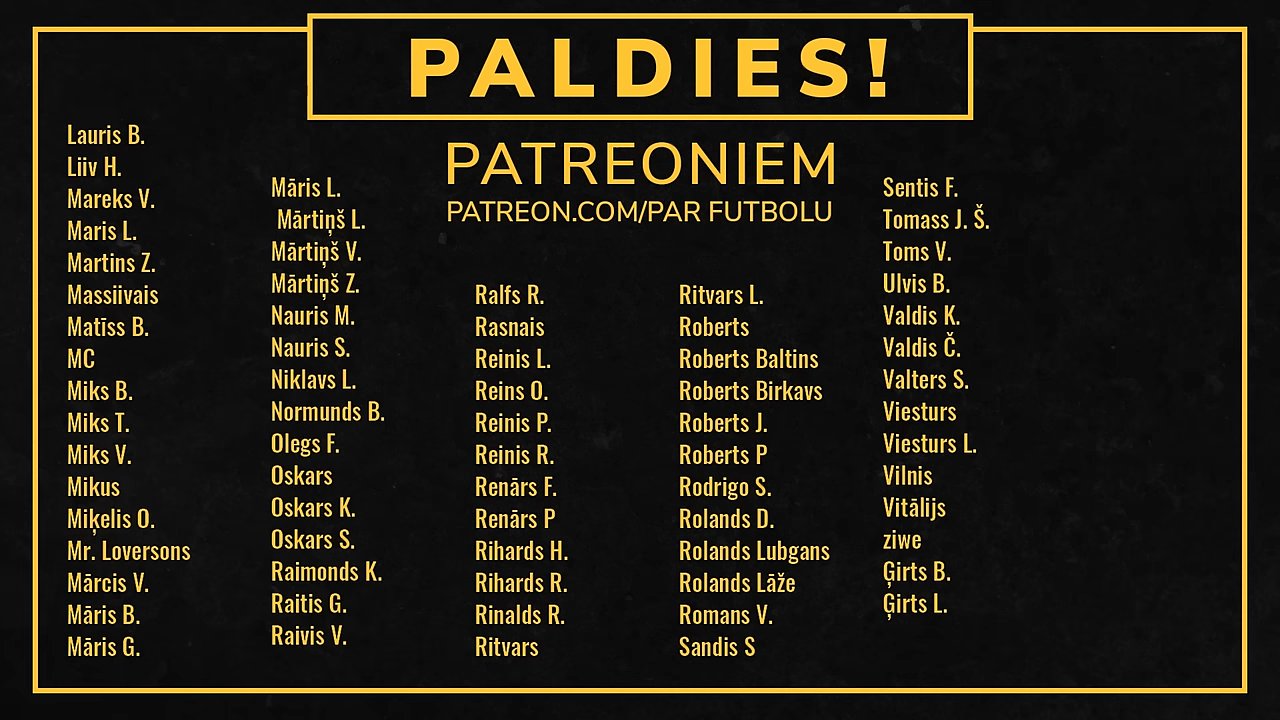 PALDIES!
PATREONIEM
PATREON.COM/PAR FUTBOLU
Lauris B.
Liiv H.
Mareks V.
Maris L.
Martins Z.
Massiivais
Matīss B.
MC
Miks B.
Miks T.
Miks V.
Mikus
Miķelis O.
Mr. Loversons
Mārcis V.
Māris B.
Māris G.
Māris L.
Mārtiņš L.
Mārtiņš V.
Mārtiņš Z.
Nauris M.
Nauris S.
Niklavs L.
Normunds B.
Olegs F.
Oskars
Oskars K.
Oskars S.
Raimonds K.
Raitis G.
Raivis V.
Ralfs R.
Rasnais
Reinis L.
Reins O.
Reinis P.
Reinis R.
Renārs F.
Renārs P
Rihards H.
Rihards R.
Rinalds R.
Ritvars
Ritvars L.
Roberts
Roberts Baltins
Roberts Birkavs
Roberts J.
Roberts P
Rodrigo S.
Rolands D.
Rolands Lubgans
Rolands Lāže
Romans V.
Sandis S
Sentis F.
Tomass J. Š.
Toms V.
Ulvis B.
Valdis K.
Valdis Č.
Valters S.
Viesturs
Viesturs L.
Vilnis
Vitālijs
ziwe
Ģirts B.
Ģirts L.